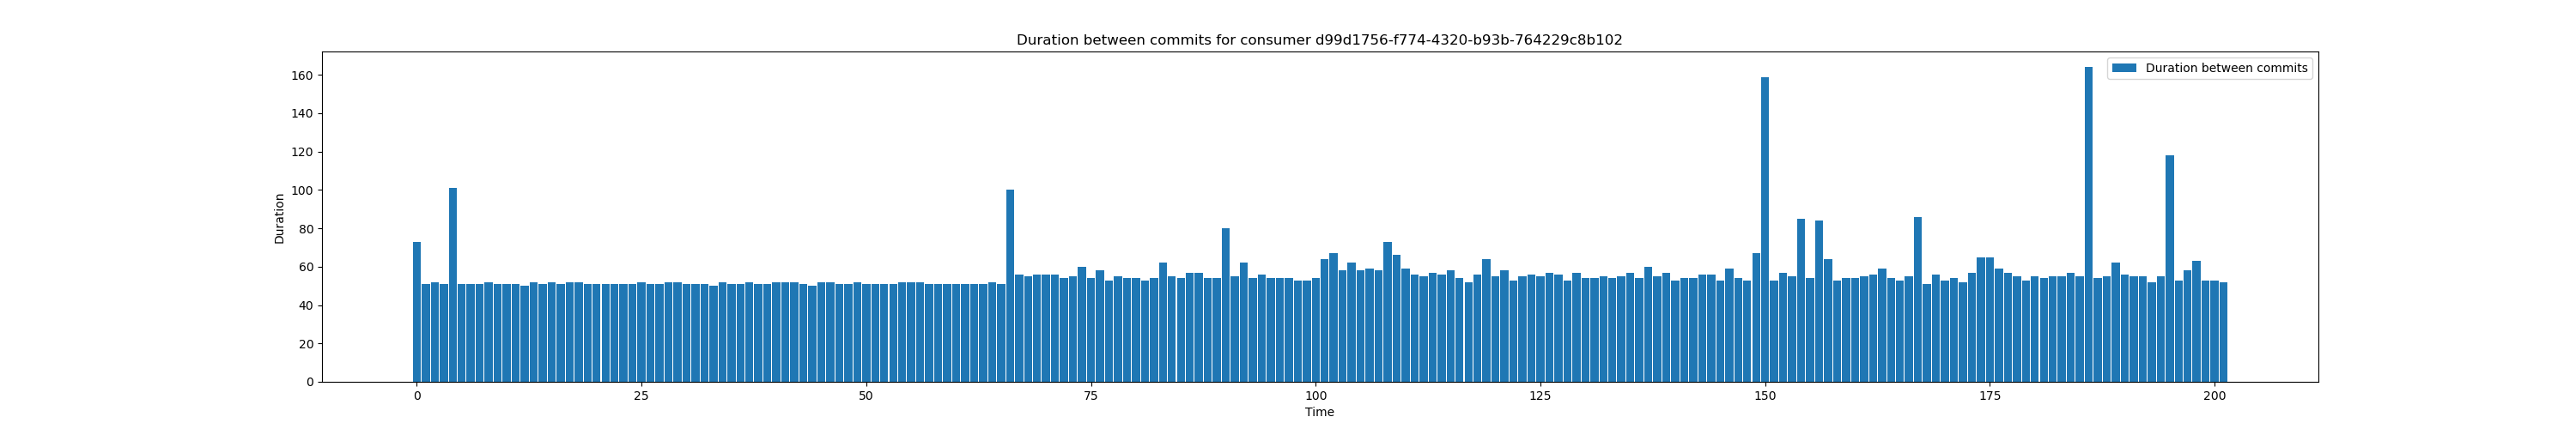 Duration between commits for consumer d99d1756-f774-4320-b93b-764229c8b102
Duration between commits
160
140
120
100
80
60
40
20
0
Duration
0 25 50 75 100 125 150 175 200
Time